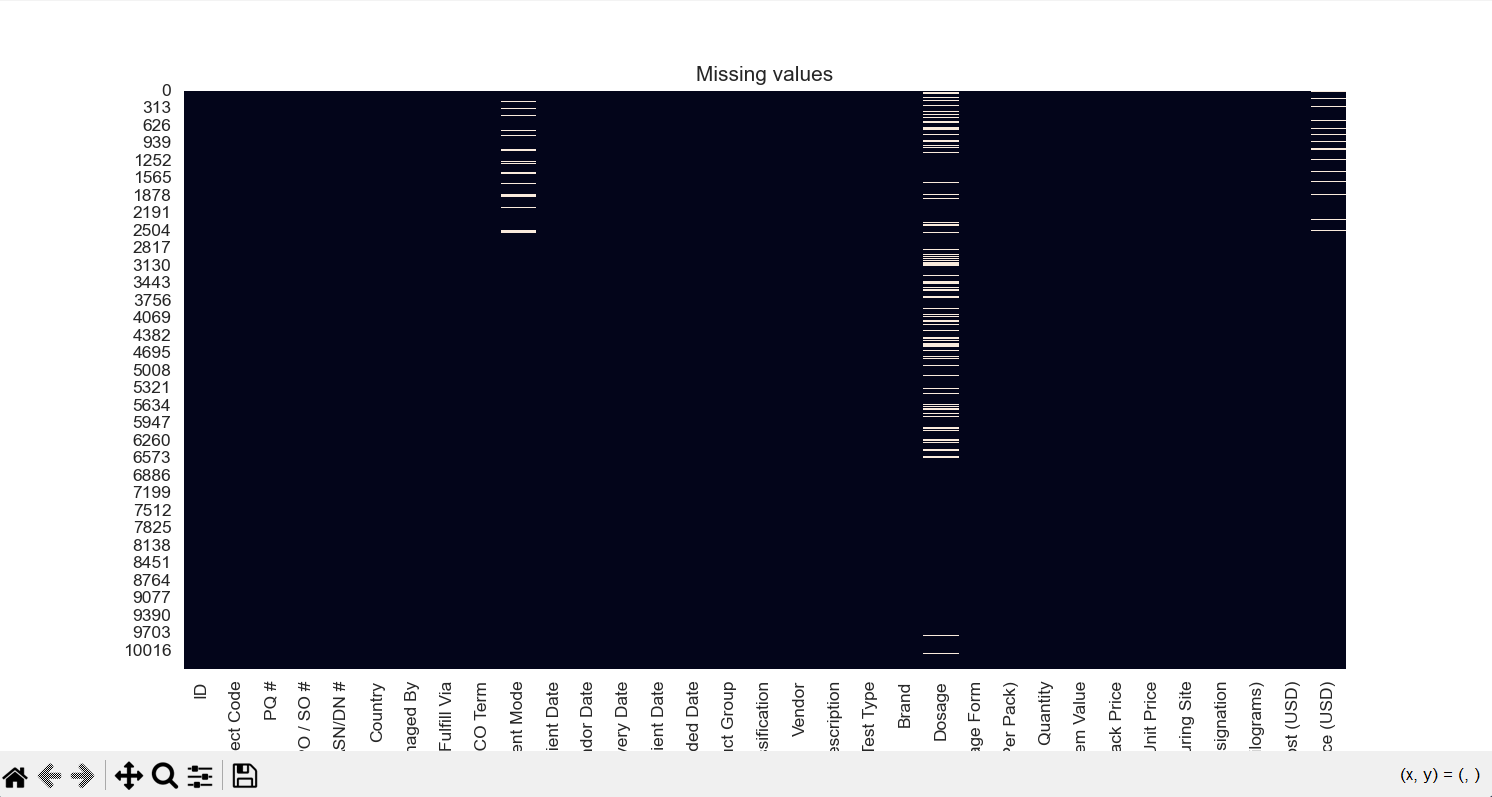 Missing values
0
313
626
939
1252
1565
1878
2191
2504
2817
3130
3443
3756
4069
4382
4695
5008
5321
5634
5947
6260
6573
6886
7199
7512
7825
8138
8451
8764
9077
9390
9703
10016
ID
ect Code
PQ #
O / SO #
SN/DN #
Country
naged By
Fulfill Via
CO Term
ent Mode
ient Date
dor Date
very Date
ient Date
ded Date
ct Group
sification
Vendor
escription
Test Type
Brand
Dosage
age Form
Per Pack)
Quantity
em Value
ack Price
Unit Price
uring Site
signation
lograms)
ost (USD)
ce (USD)
(x, y) = (, )